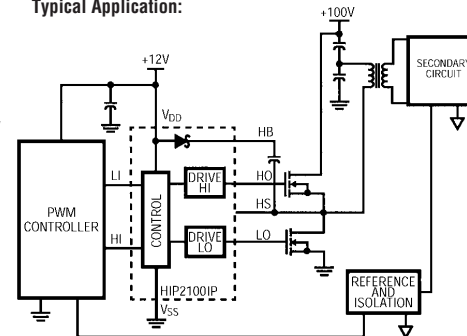 Typical Application:
+100V
+12V
SECONDARY
CIRCUIT
VDD
HB
LI
DRIVE
HI
HO
PWM
CONTROLLER
CONTROL
HS
HI
DRIVE
LO
LO
HIP2100IP
REFERENCE
AND
ISOLATION
VSS